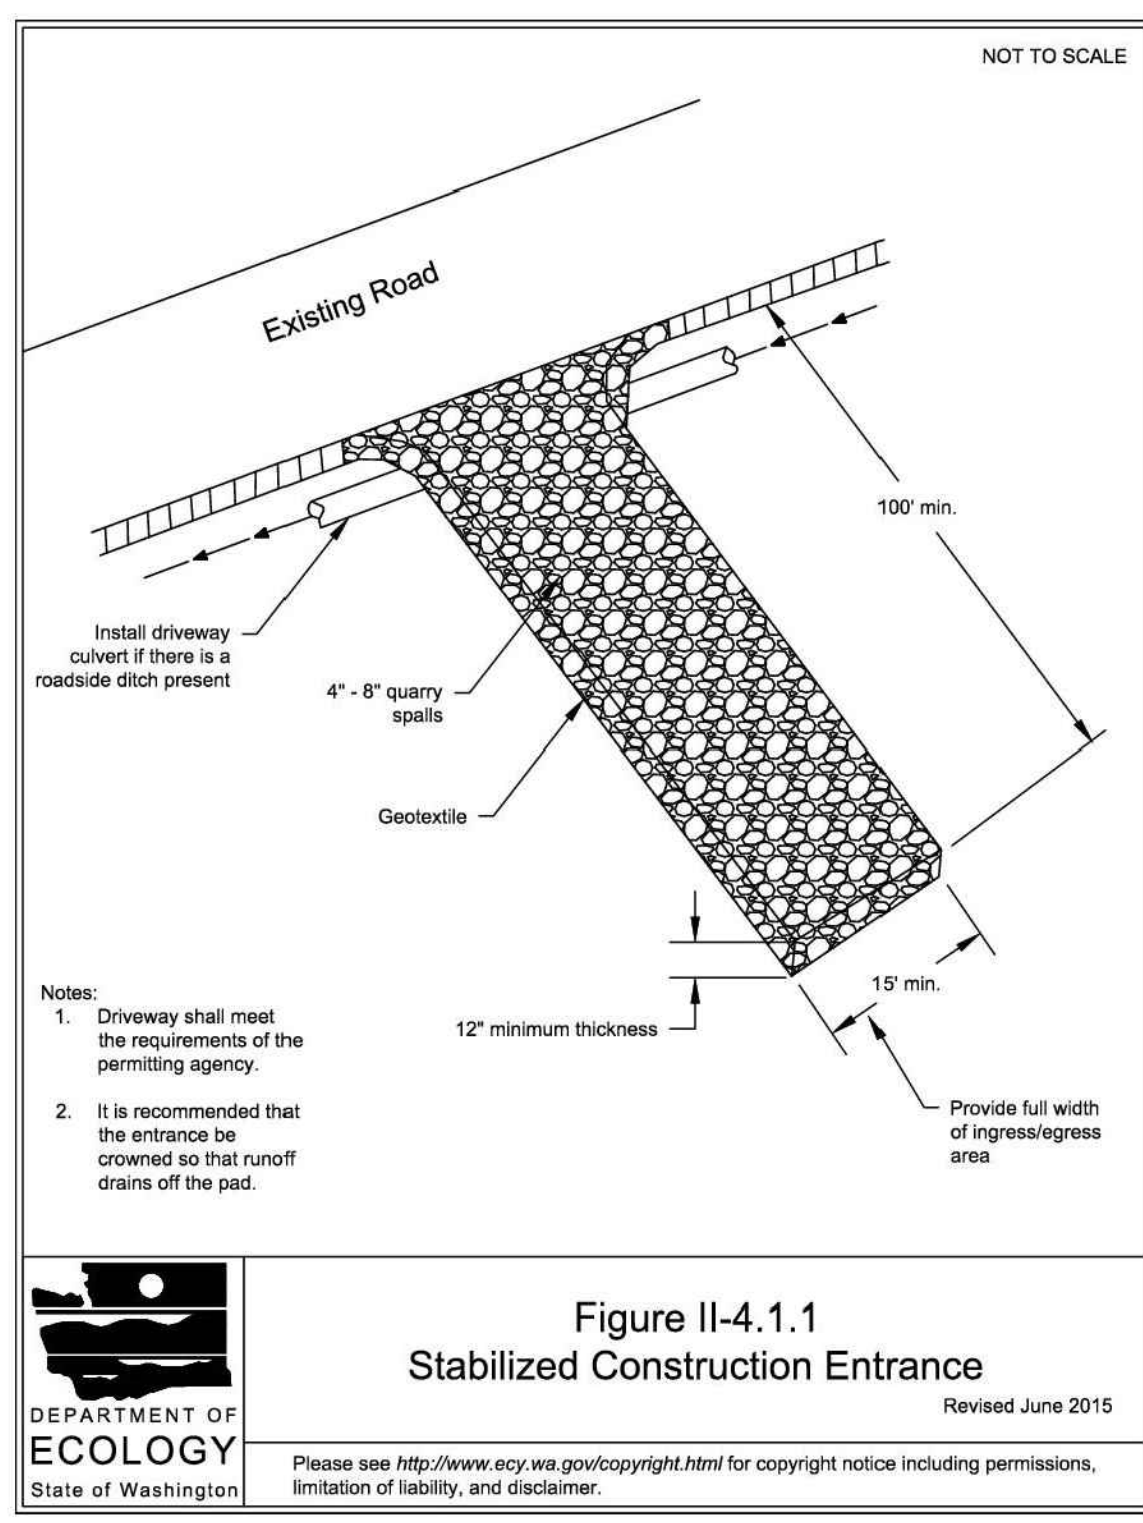 NOT TO SCALE
Existing Road
100' min.
Install driveway
culvert if there is a
roadside ditch present
4" - 8" quarry
spalls
Geotextile
15' min.
12" minimum thickness
Provide full width
of ingress/egress
area
Notes:
1. Driveway shall meet
the requirements of the
permitting agency.
2. It is recommended that
the entrance be
crowned so that runoff
drains off the pad.
DEPARTMENT OF
ECOLOGY
State of Washington
Figure II-4.1.1
Stabilized Construction Entrance
Revised June 2015
Please see http://www.ecy.wa.gov/copyright.html for copyright notice including permissions,
limitation of liability, and disclaimer.